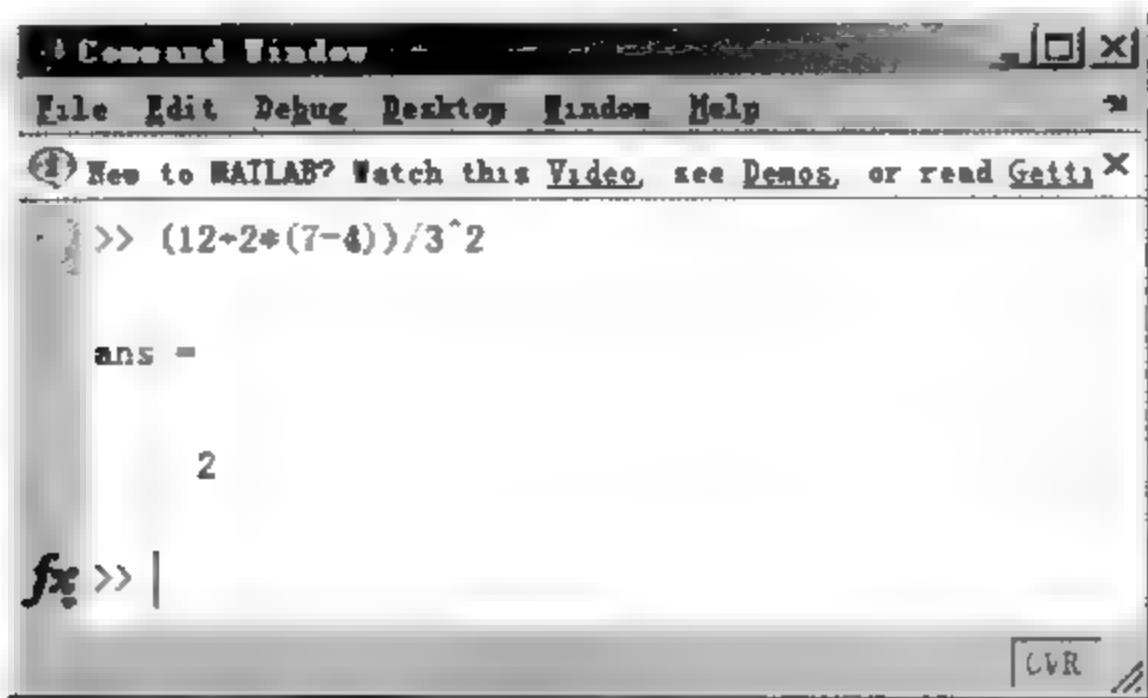 Command Window
File Edit Debug Desktop Window Help
New to MATLAB? Watch this Video, see Demos, or read Getti
>> (12+2*(7-4))/3^2
ans =
2
fx >>
OVR